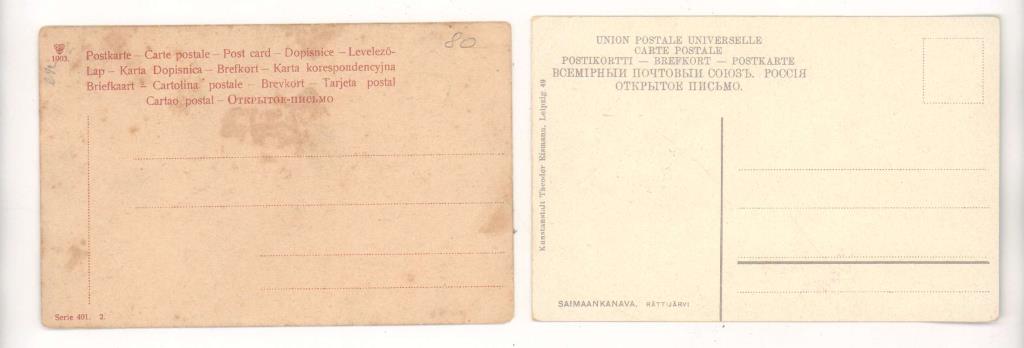 1903.
Postkarte – Carte postale – Post card – Dopisnice – Levelező-
Lap – Karta Dopisnica – Brefkort – Karta korespondencyjna
Briefkaart – Cartolina postale – Brevkort – Tarjeta postal
Cartao postal – Открытое-письмо
80
Serie 401. 2.
UNION POSTALE UNIVERSELLE
CARTE POSTALE
POSTIKORTTI — BREFKORT — POSTKARTE
ВСЕМІРНЫИ ПОЧТОВЫИ СОЮЗЪ. РОССІЯ
ОТКРЫТОЕ ПИСЬМО.
Kunstanstalt Theodor Eismann, Leipzig 49
SAIMAANKANAVA. RÄTTIJÄRVI